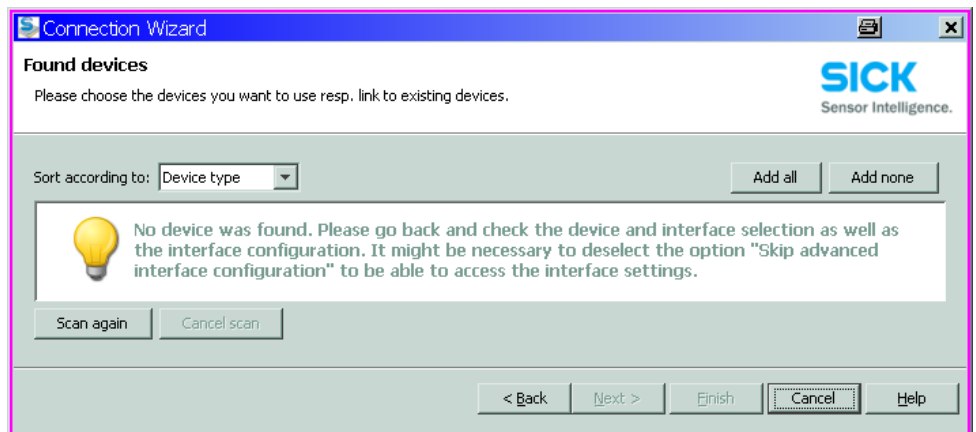 Connection Wizard
Found devices
Please choose the devices you want to use resp. link to existing devices.
SICK
Sensor Intelligence.
Sort according to: Device type
Add all
Add none
No device was found. Please go back and check the device and interface selection as well as
the interface configuration. It might be necessary to deselect the option "Skip advanced
interface configuration" to be able to access the interface settings.
Scan again
Cancel scan
< Back
Next >
Finish
Cancel
Help